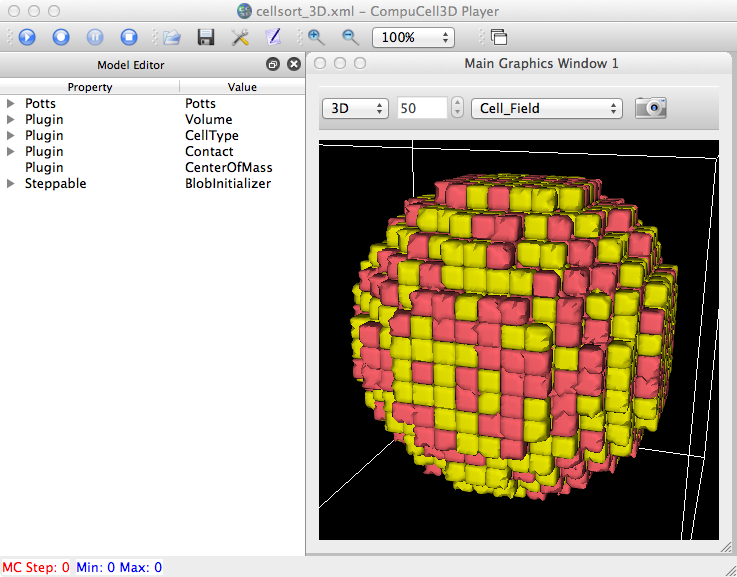 cellsort_3D.xml - CompuCell3D Player
100%
Model Editor
Main Graphics Window 1
Property Value
3D 50 Cell_Field
Potts Potts
Plugin Volume
Plugin CellType
Plugin Contact
Plugin CenterOfMass
Steppable BlobInitializer
MC Step: 0 Min: 0 Max: 0